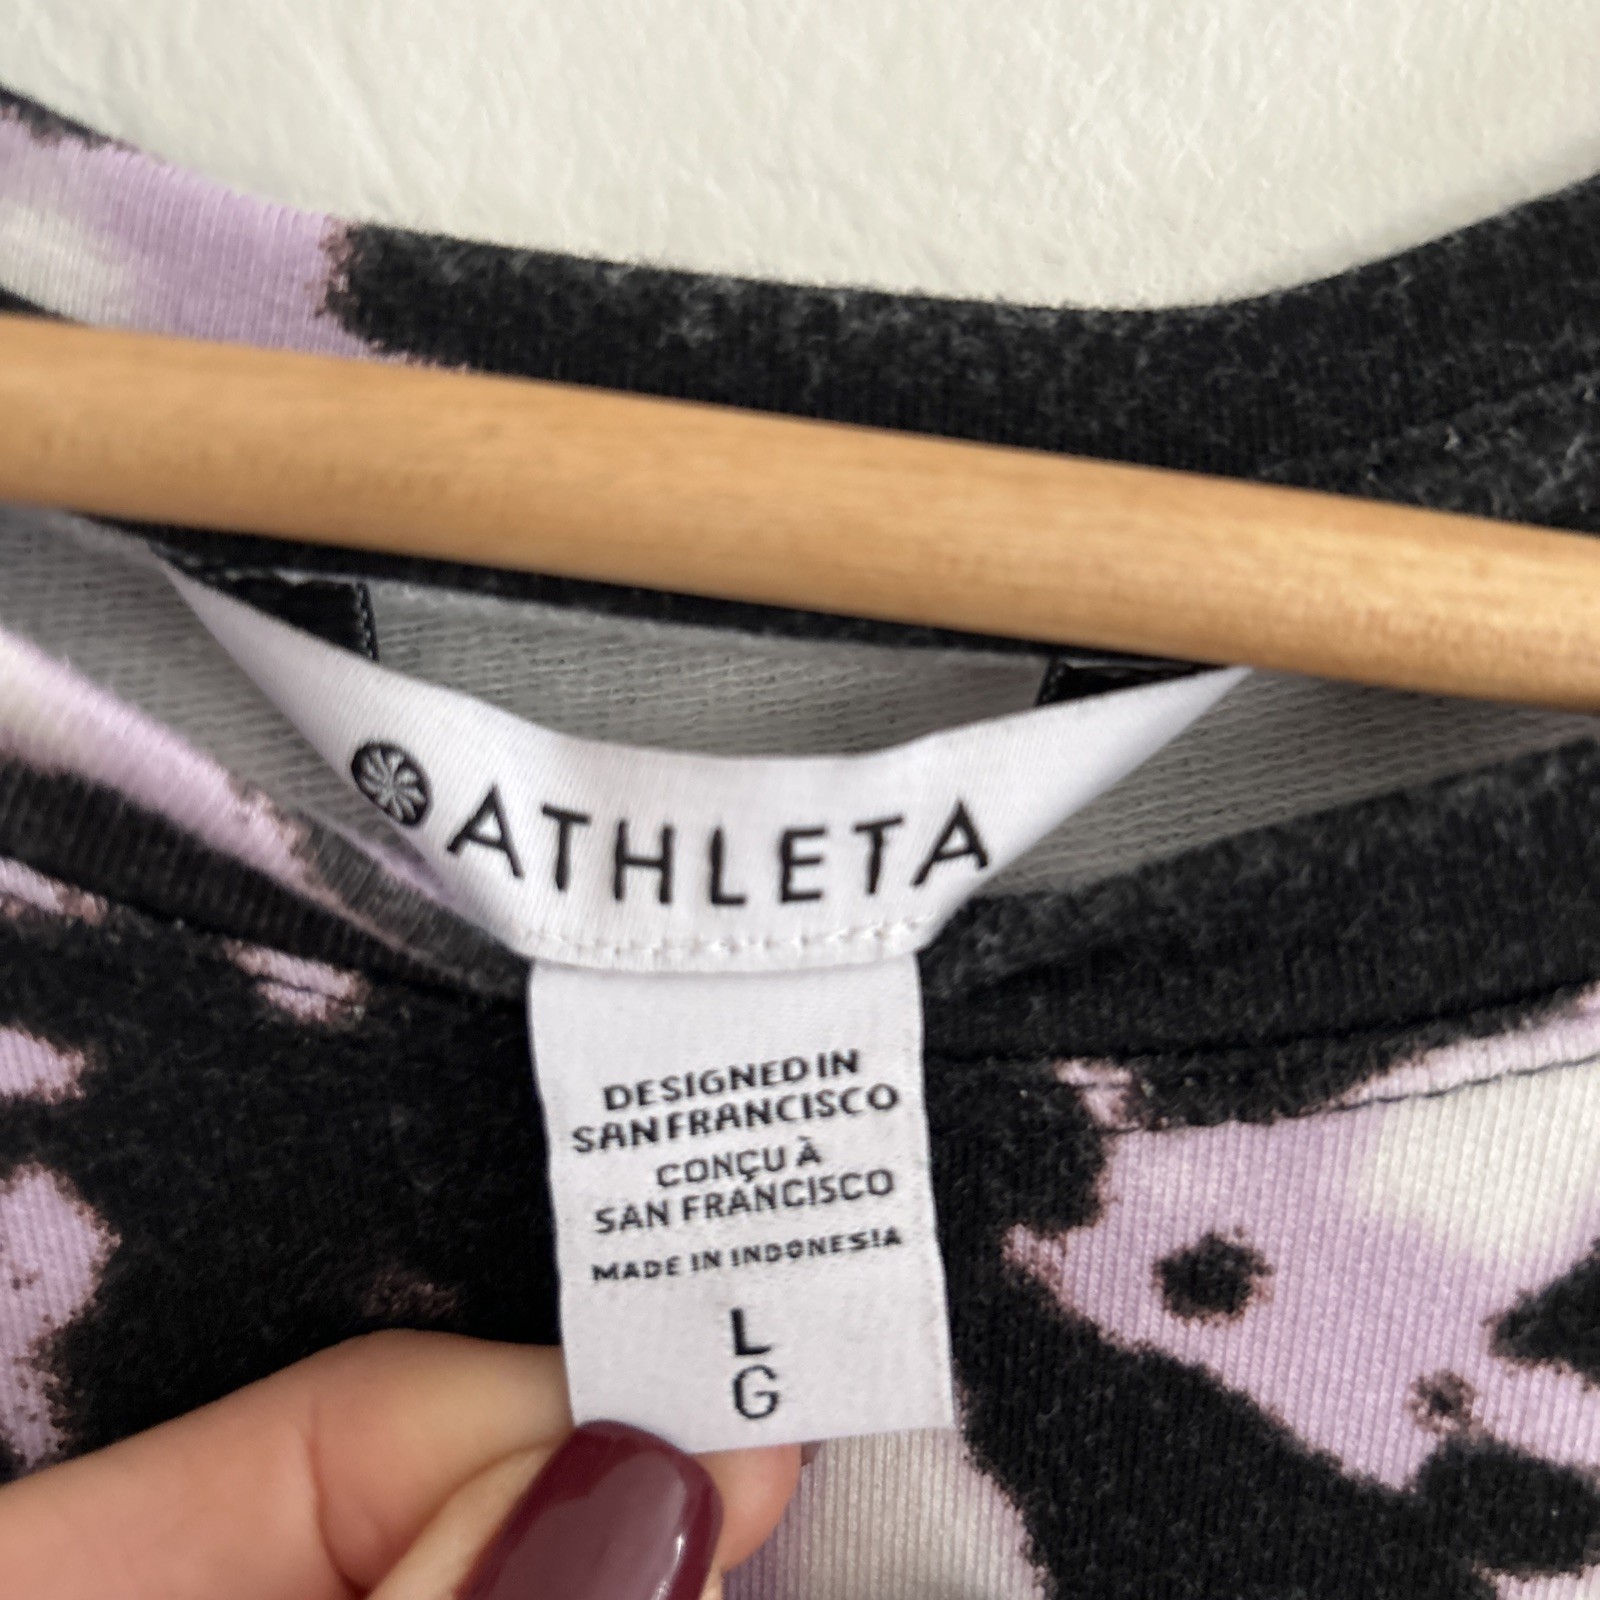 ATHLETA
DESIGNED IN
SAN FRANCISCO
CONÇU À
SAN FRANCISCO
MADE IN INDONESIA
L
G